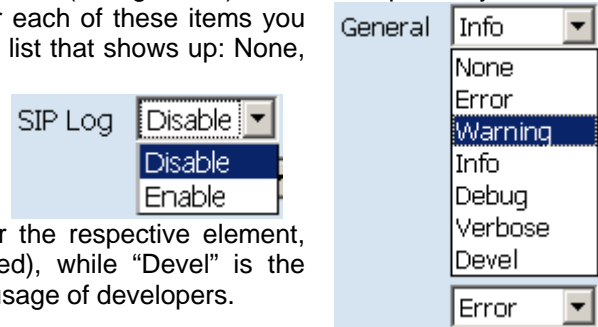 r each of these items you
list that shows up: None,
SIP Log Disable
Disable
Enable
r the respective element,
ed), while “Devel” is the
usage of developers.
General Info
None
Error
Warning
Info
Debug
Verbose
Devel
Error